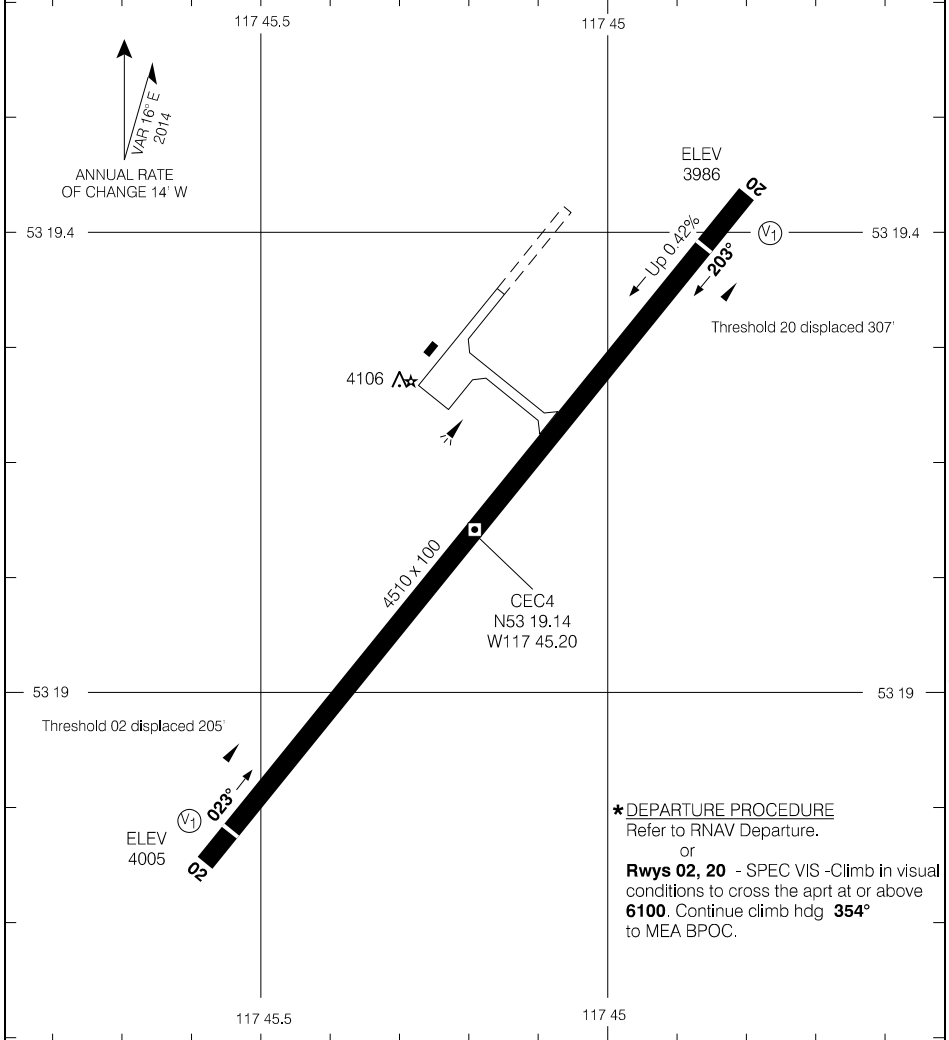 117 45.5
117 45
VAR 16° E
2014
ANNUAL RATE
OF CHANGE 14' W
ELEV
3986
20
53 19.4
V1
53 19.4
Up 0.42%
203°
Threshold 20 displaced 307'
4106
4510 x 100
CEC4
N53 19.14
W117 45.20
53 19
53 19
Threshold 02 displaced 205'
023°
V1
ELEV
4005
02
*DEPARTURE PROCEDURE
Refer to RNAV Departure.
or
Rwys 02, 20 - SPEC VIS -Climb in visual
conditions to cross the aprt at or above
6100. Continue climb hdg 354°
to MEA BPOC.
117 45.5
117 45